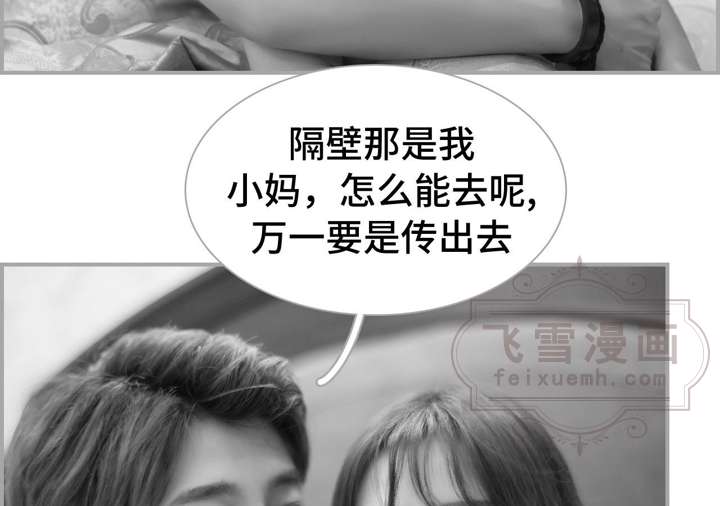 隔壁那是我
小妈，怎么能去呢,
万一要是传出去
飞雪漫画
feixuemh.com